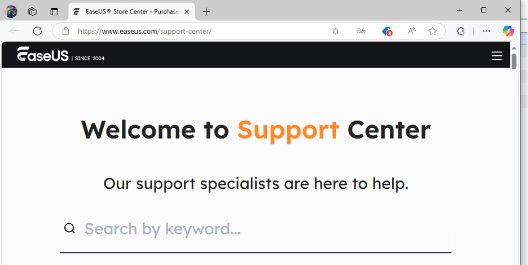 EaseUS® Store Center - Purchase
https://www.easeus.com/support-center/
EaseUS | SINCE 2004
Welcome to Support Center
Our support specialists are here to help.
Search by keyword...